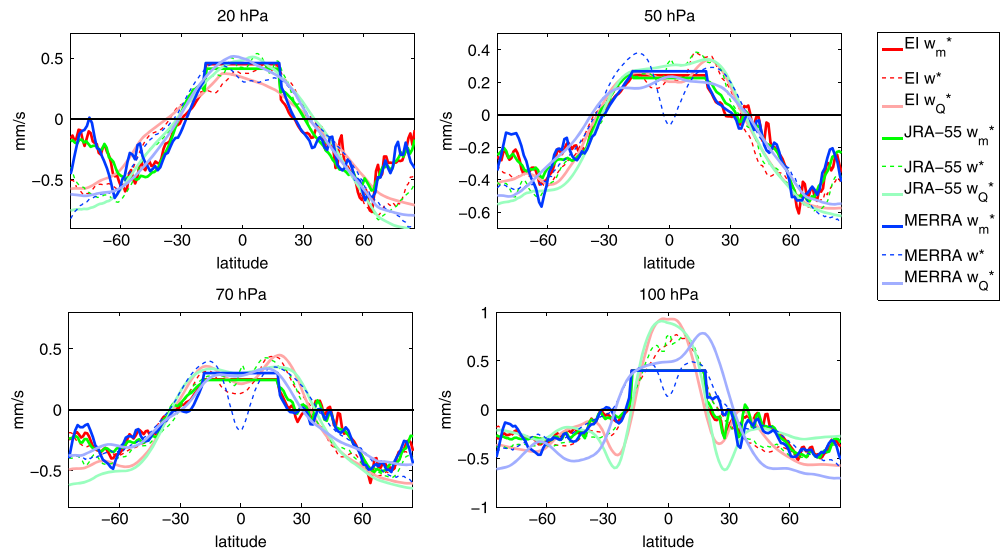 20 hPa
0.5
0
−0.5
mm/s
−60
−30
0
30
60
latitude
50 hPa
0.4
0.2
0
−0.2
−0.4
−0.6
mm/s
−60
−30
0
30
60
latitude
EI w_m*
EI w*
EI w_Q*
JRA−55 w_m*
JRA−55 w*
JRA−55 w_Q*
MERRA w_m*
MERRA w*
MERRA w_Q*
70 hPa
0.5
0
−0.5
mm/s
−60
−30
0
30
60
latitude
100 hPa
1
0.5
0
−0.5
−1
mm/s
−60
−30
0
30
60
latitude